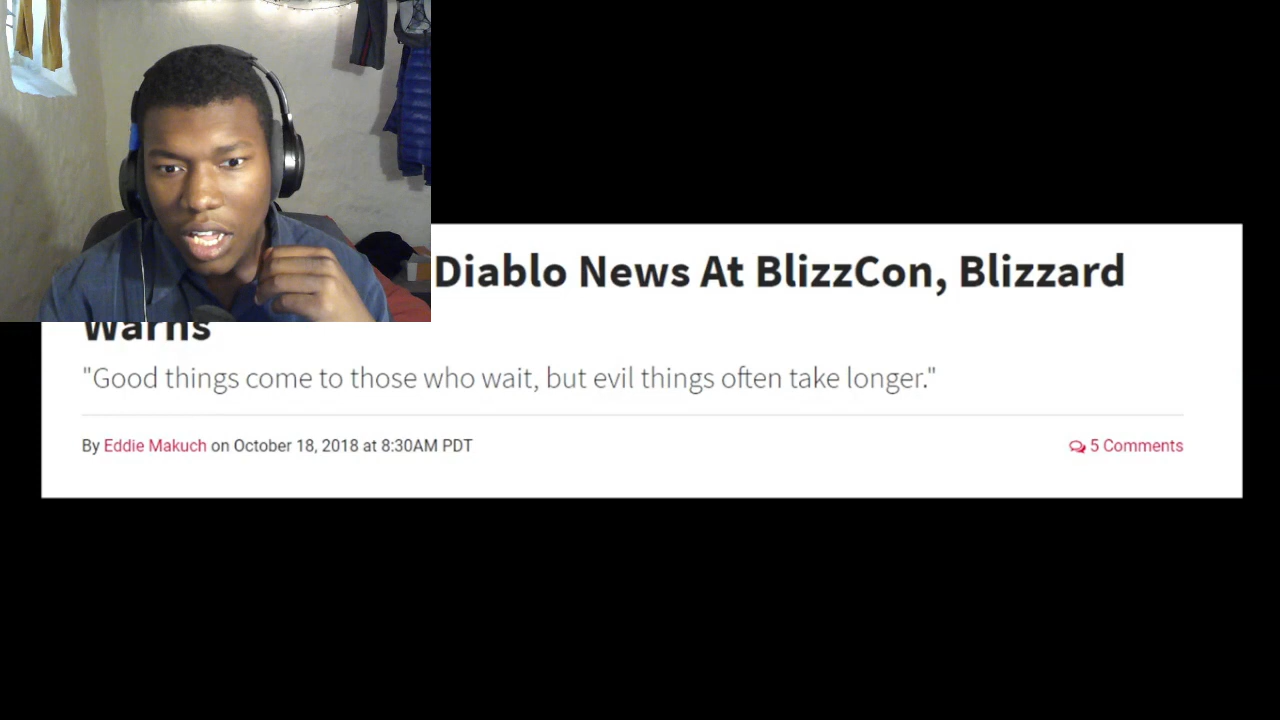 Diablo News At BlizzCon, Blizzard
Warns
"Good things come to those who wait, but evil things often take longer."
By Eddie Makuch on October 18, 2018 at 8:30AM PDT
5 Comments